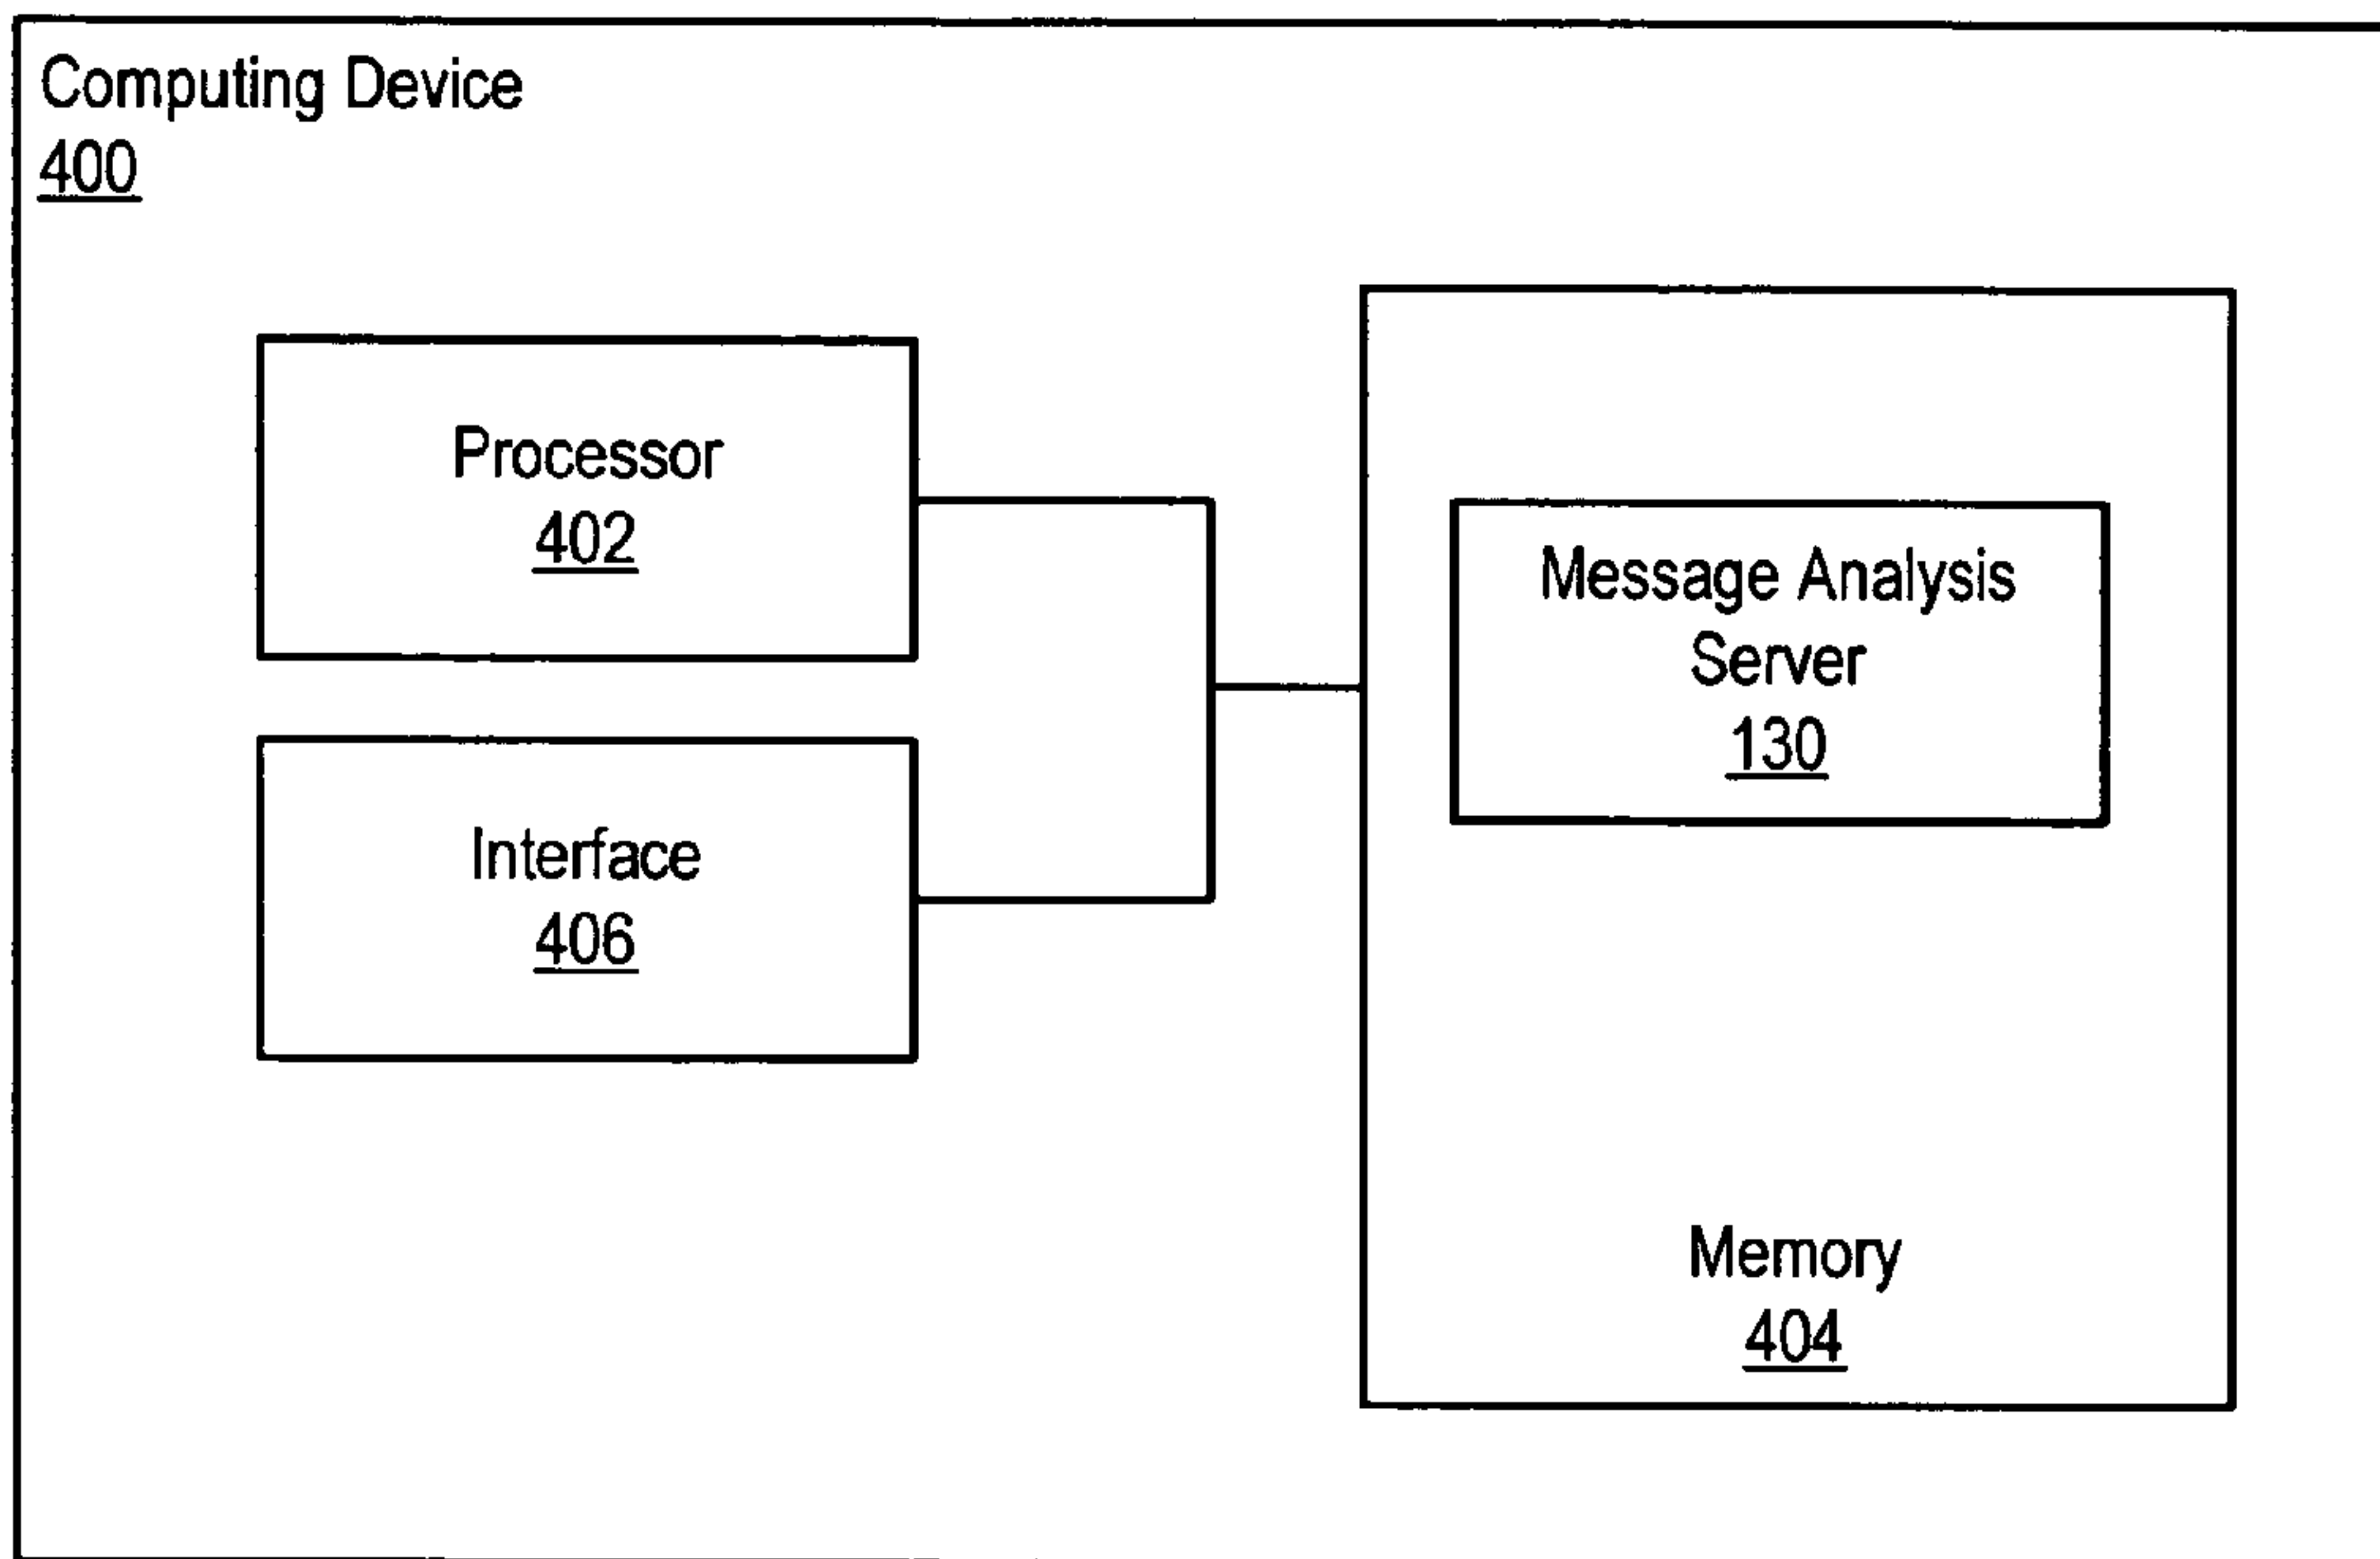 Computing Device
400
Processor
402
Interface
406
Message Analysis
Server
130
Memory
404